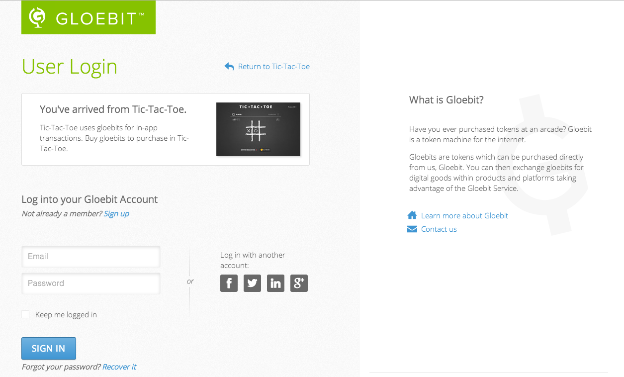 GLOEBIT™
User Login
Return to Tic-Tac-Toe
You've arrived from Tic-Tac-Toe.
Tic-Tac-Toe uses gloebits for in-app
transactions. Buy gloebits to purchase in Tic-
Tac-Toe.
TIC•TAC•TOE
Log into your Gloebit Account
Not already a member? Sign up
Email
Password
Keep me logged in
or
Log in with another
account:
SIGN IN
Forgot your password? Recover it
What is Gloebit?
Have you ever purchased tokens at an arcade? Gloebit
is a token machine for the internet.
Gloebits are tokens which can be purchased directly
from us, Gloebit. You can then exchange gloebits for
digital goods within products and platforms taking
advantage of the Gloebit Service.
Learn more about Gloebit
Contact us